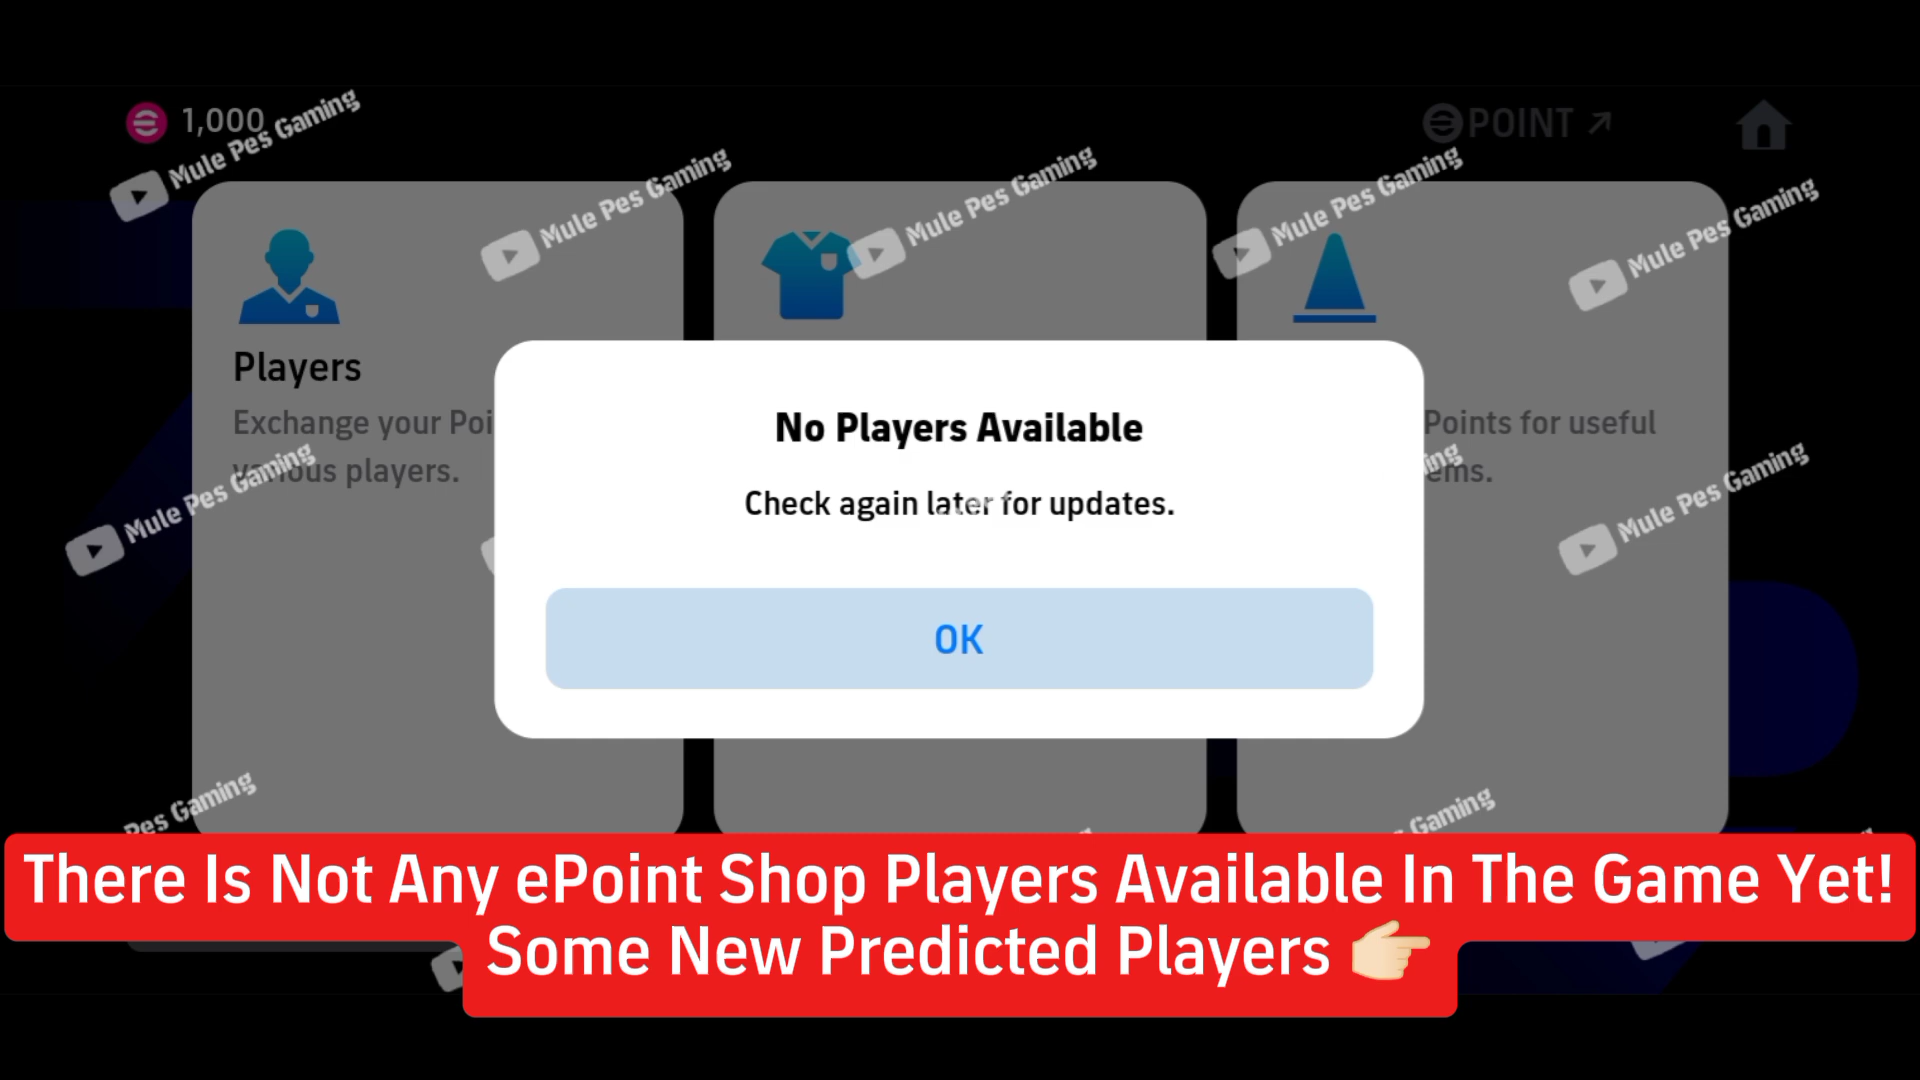 1,000
POINT
Mule Pes Gaming
Mule Pes Gaming
Mule Pes Gaming
Mule Pes Gaming
Mule Pes Gaming
Players
Exchange your Poi
various players.
No Players Available
Check again later for updates.
OK
Points for useful
ems.
ing
Mule Pes Gaming
Mule Pes Gaming
Pes Gaming
Gaming
There Is Not Any ePoint Shop Players Available In The Game Yet!
Some New Predicted Players 👉🏻